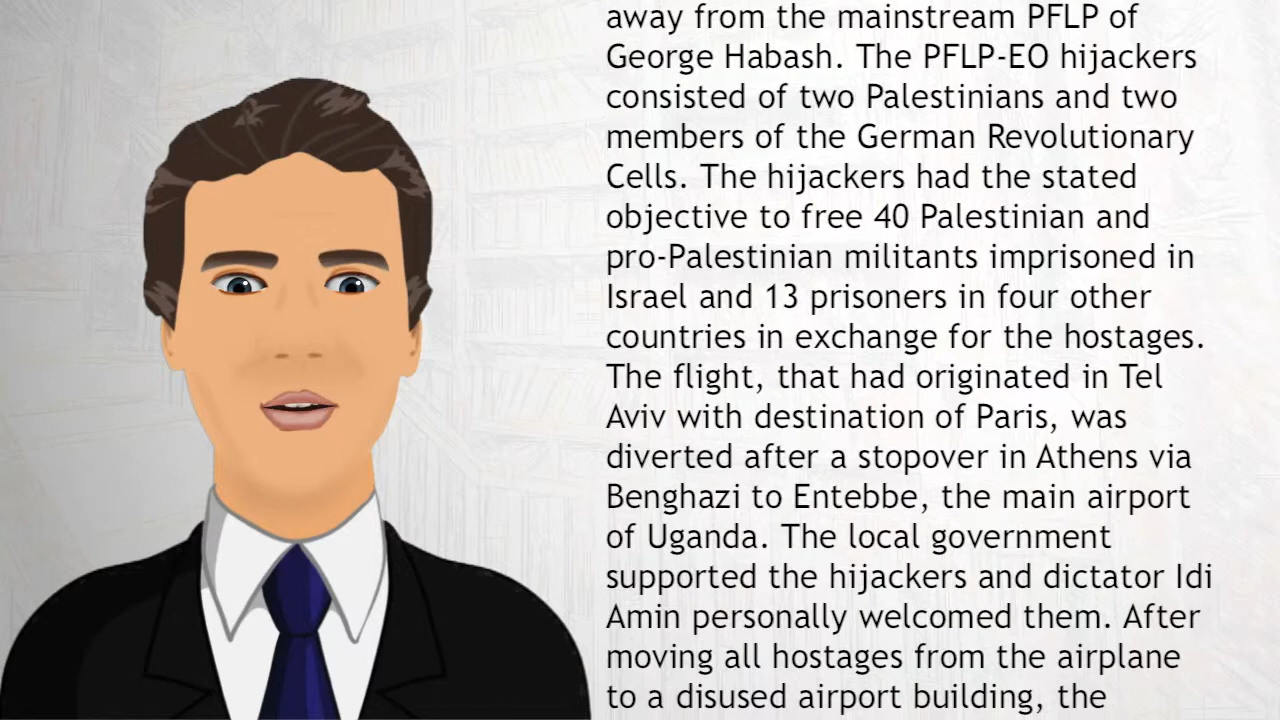 away from the mainstream PFLP of
George Habash. The PFLP-EO hijackers
consisted of two Palestinians and two
members of the German Revolutionary
Cells. The hijackers had the stated
objective to free 40 Palestinian and
pro-Palestinian militants imprisoned in
Israel and 13 prisoners in four other
countries in exchange for the hostages.
The flight, that had originated in Tel
Aviv with destination of Paris, was
diverted after a stopover in Athens via
Benghazi to Entebbe, the main airport
of Uganda. The local government
supported the hijackers and dictator Idi
Amin personally welcomed them. After
moving all hostages from the airplane
to a disused airport building, the